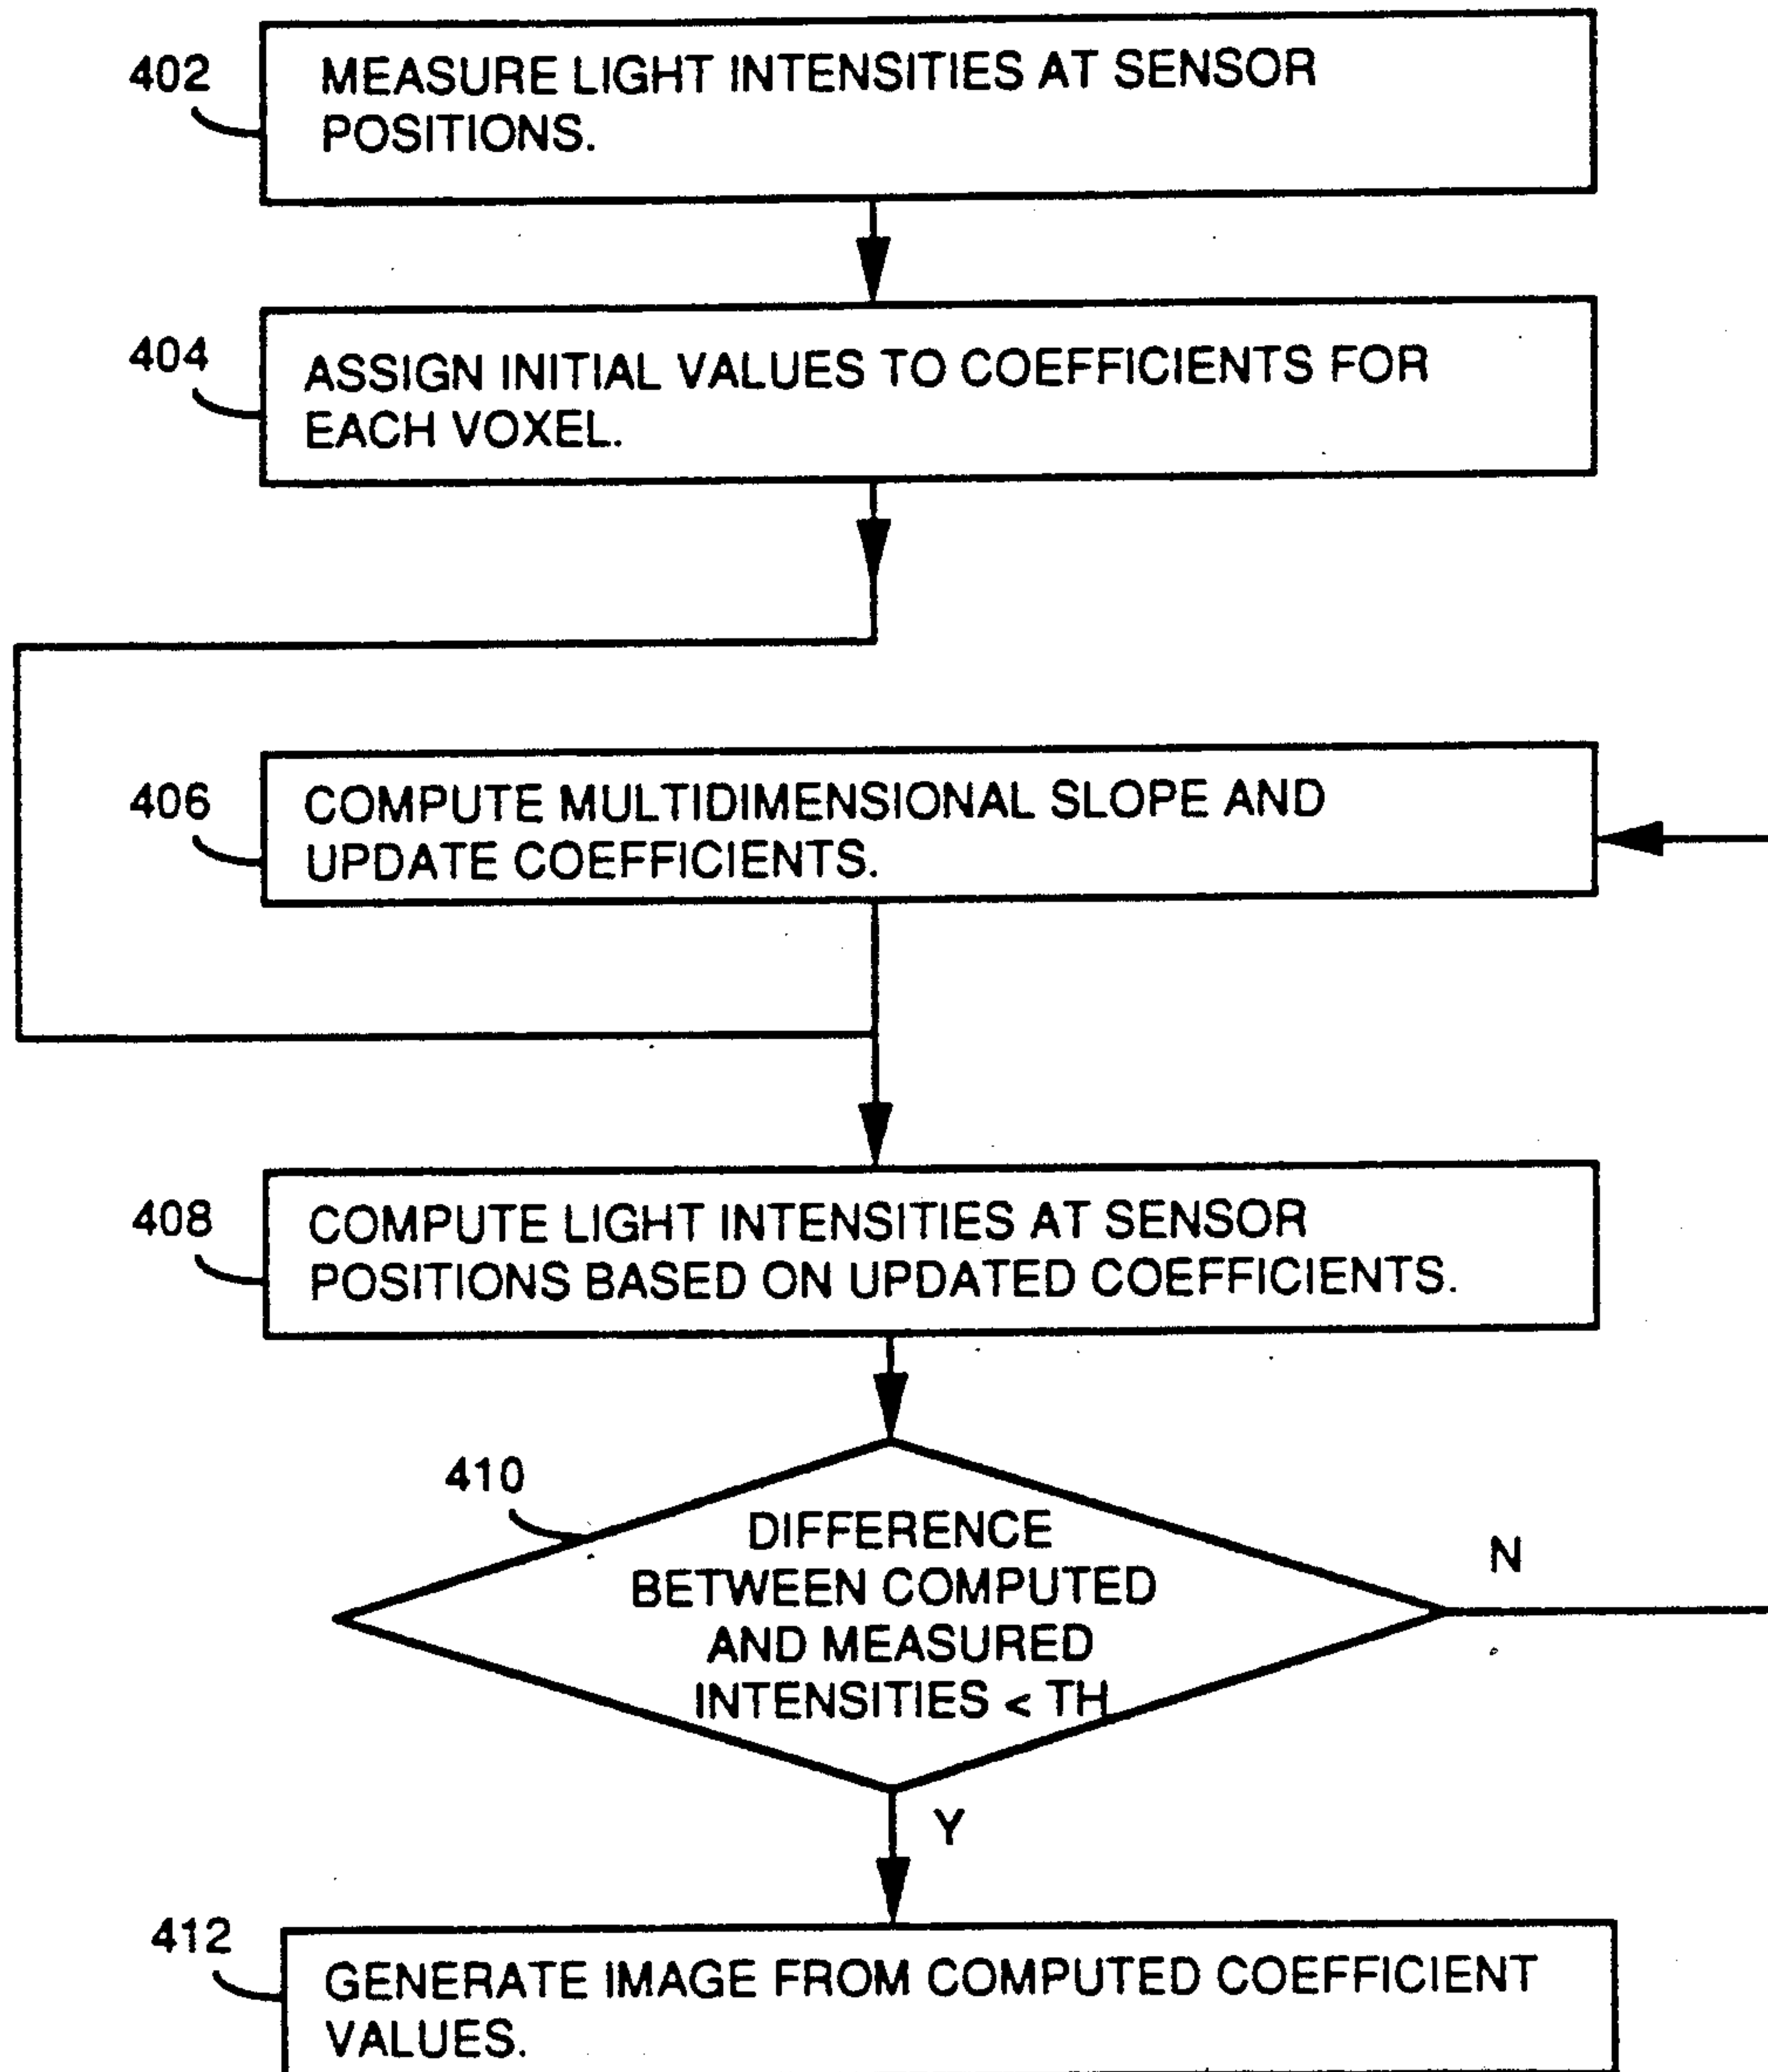 402
MEASURE LIGHT INTENSITIES AT SENSOR
POSITIONS.
404
ASSIGN INITIAL VALUES TO COEFFICIENTS FOR
EACH VOXEL.
406
COMPUTE MULTIDIMENSIONAL SLOPE AND
UPDATE COEFFICIENTS.
408
COMPUTE LIGHT INTENSITIES AT SENSOR
POSITIONS BASED ON UPDATED COEFFICIENTS.
410
DIFFERENCE
BETWEEN COMPUTED
AND MEASURED
INTENSITIES < TH
N
Y
412
GENERATE IMAGE FROM COMPUTED COEFFICIENT
VALUES.